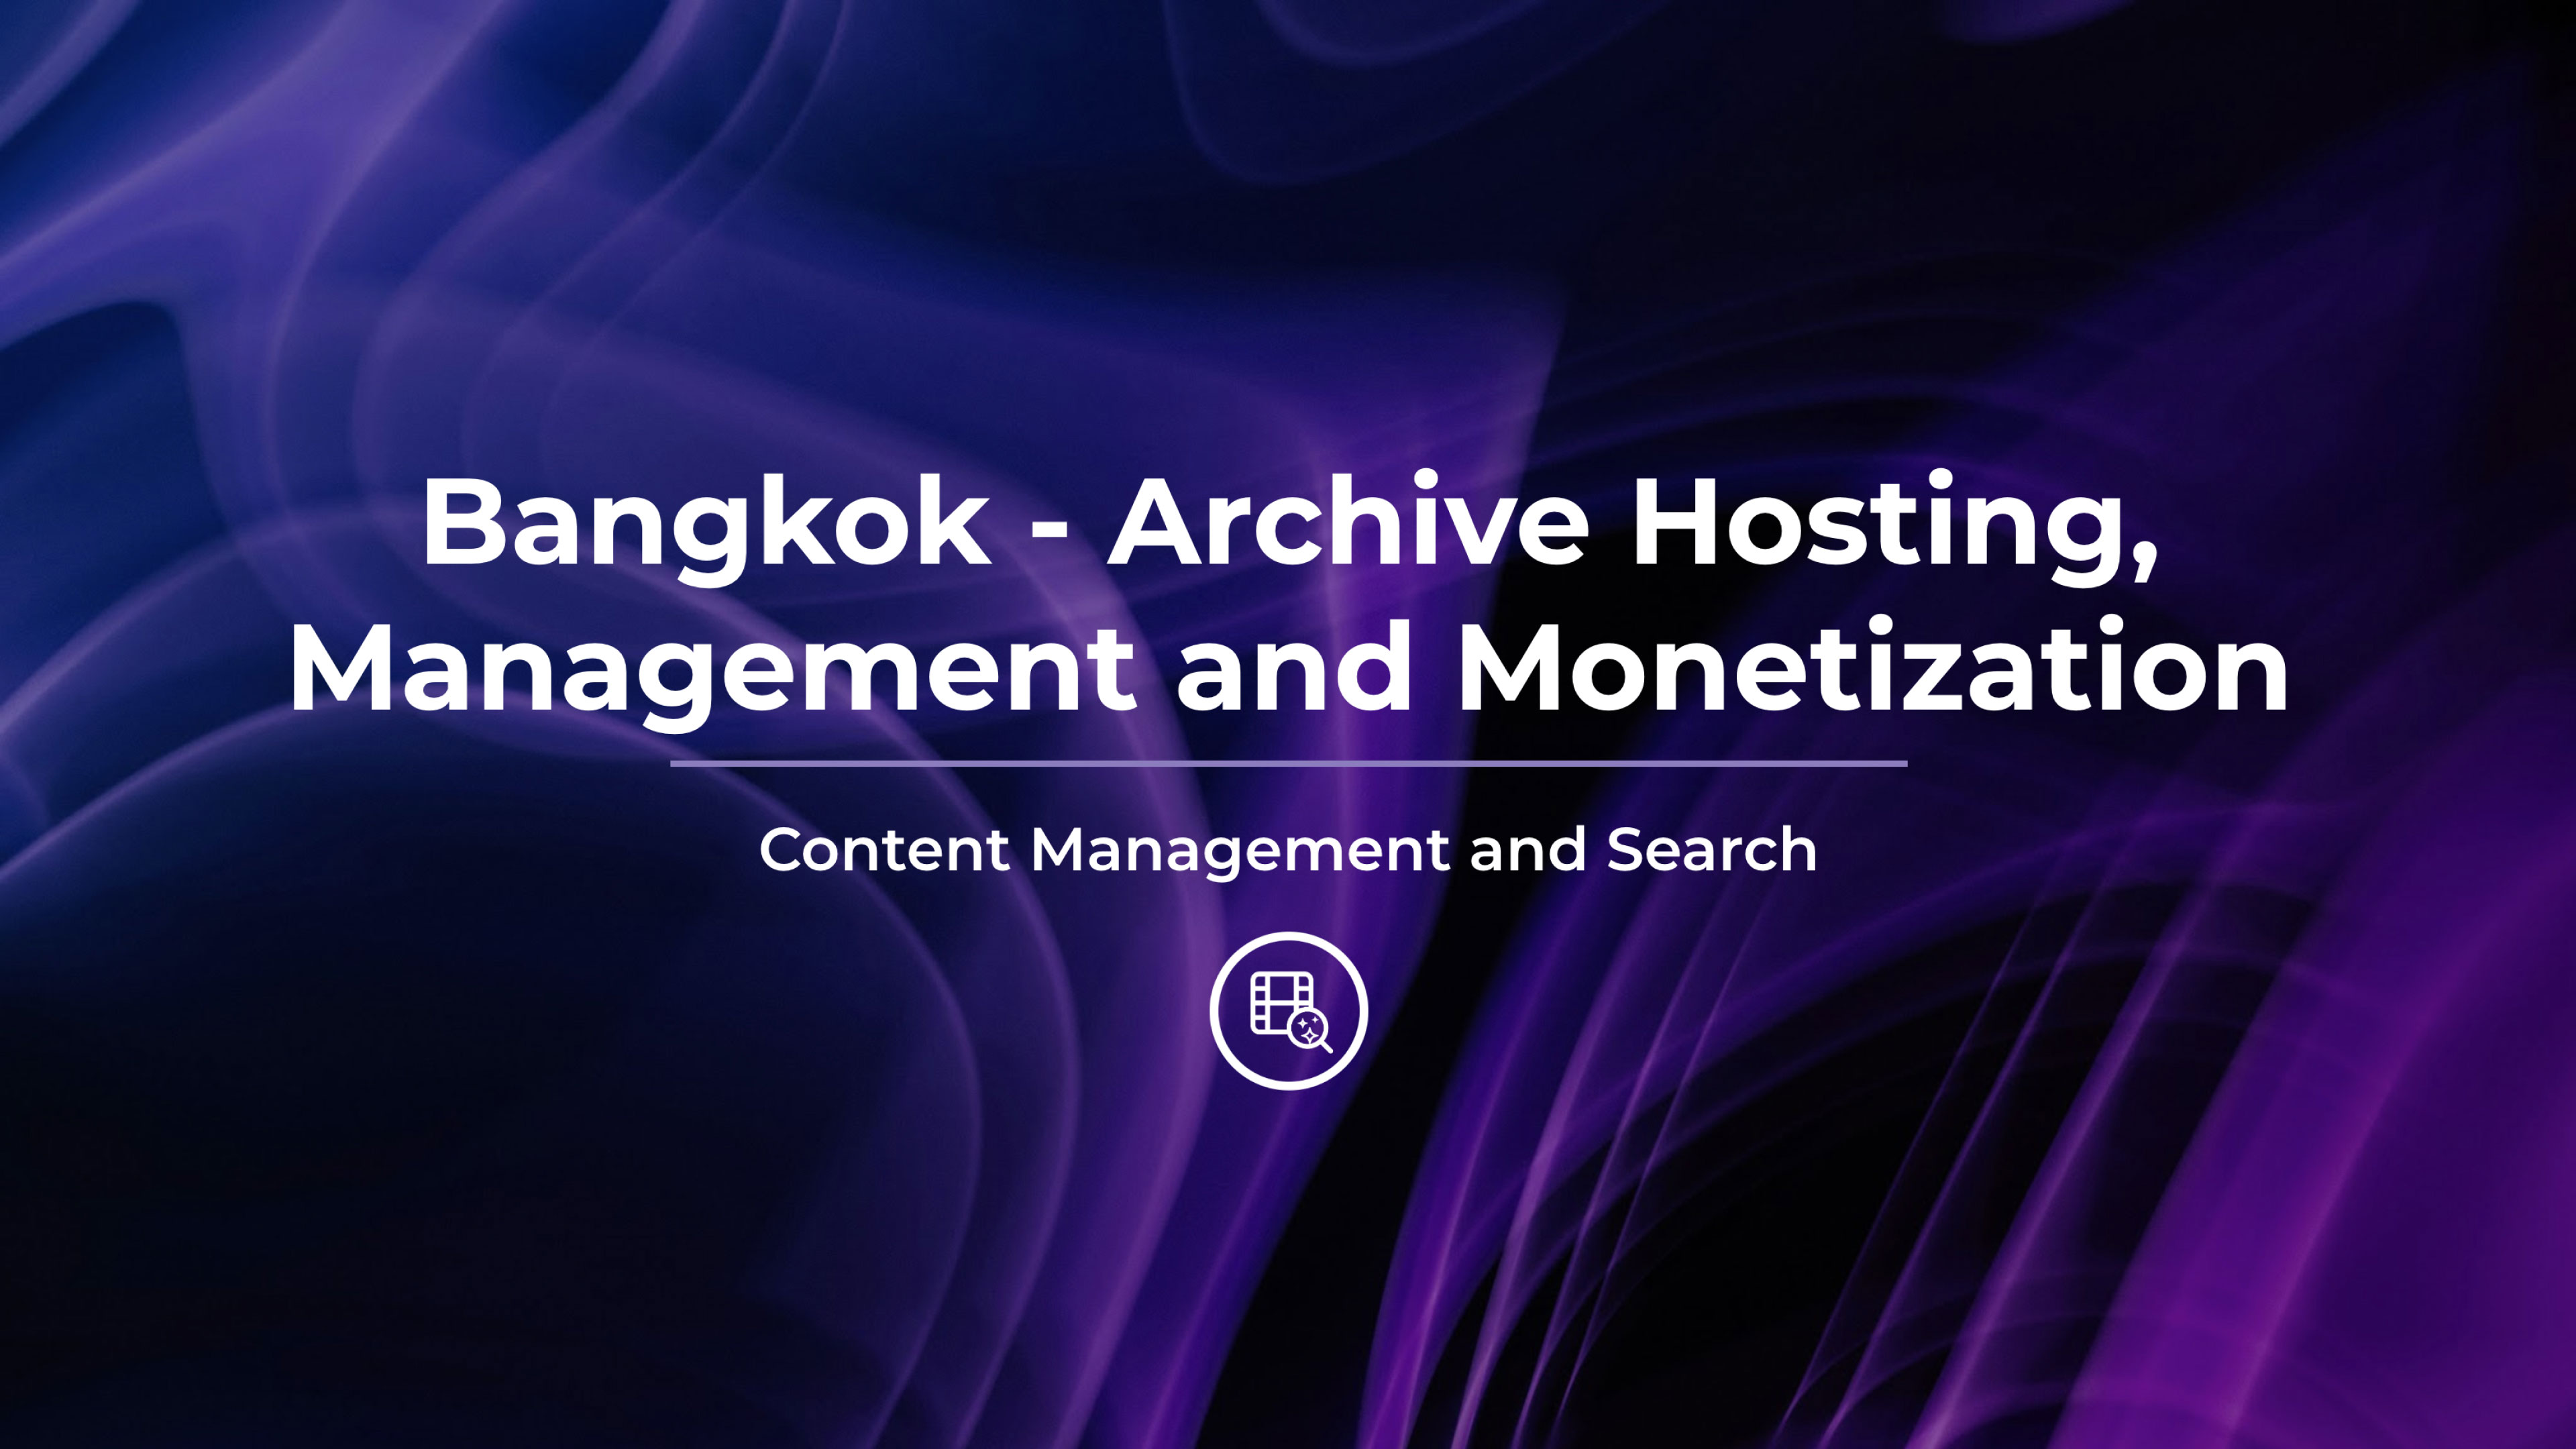 Bangkok - Archive Hosting,
Management and Monetization
Content Management and Search